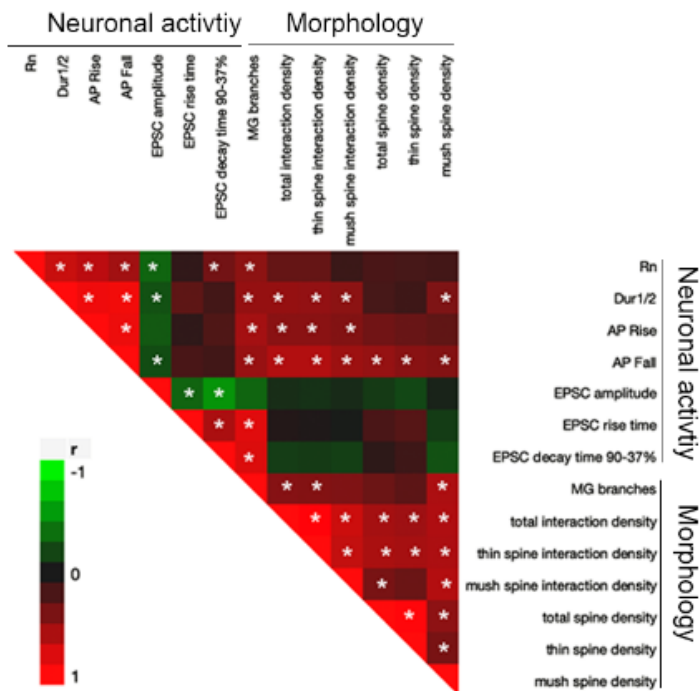 Neuronal activtiy
Morphology
Rn
Dur1/2
AP Rise
AP Fall
EPSC amplitude
EPSC rise time
EPSC decay time 90-37%
MG branches
total interaction density
thin spine interaction density
mush spine interaction density
total spine density
thin spine density
mush spine density
* * * * * * *
Rn
* * * * * * * *
Dur1/2
* * * * *
AP Rise
* * * * * * * *
AP Fall
* *
EPSC amplitude
* *
EPSC rise time
*
EPSC decay time 90-37%
* * *
MG branches
* * * * *
total interaction density
* * * *
thin spine interaction density
* *
mush spine interaction density
* *
total spine density
*
thin spine density
mush spine density
Neuronal activtiy
Morphology
r
-1
0
1